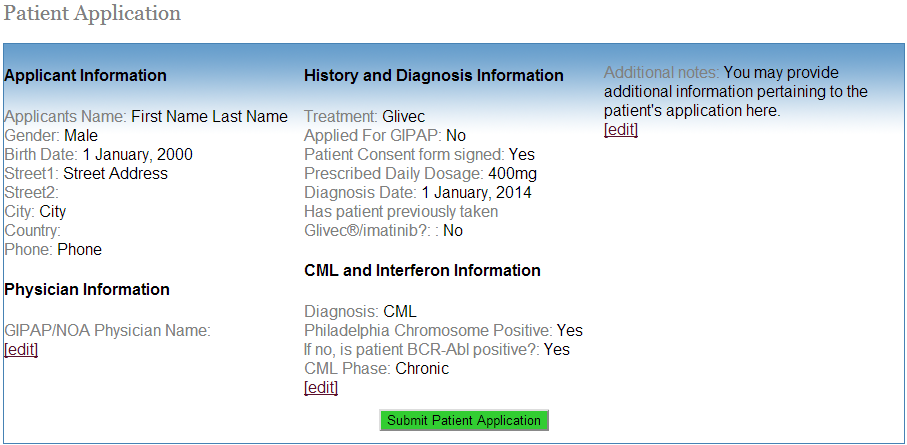 Patient Application
Applicant Information
Applicants Name: First Name Last Name
Gender: Male
Birth Date: 1 January, 2000
Street1: Street Address
Street2:
City: City
Country:
Phone: Phone
Physician Information
GIPAP/NOA Physician Name:
[edit]
History and Diagnosis Information
Treatment: Glivec
Applied For GIPAP: No
Patient Consent form signed: Yes
Prescribed Daily Dosage: 400mg
Diagnosis Date: 1 January, 2014
Has patient previously taken
Glivec®/imatinib?: : No
CML and Interferon Information
Diagnosis: CML
Philadelphia Chromosome Positive: Yes
If no, is patient BCR-Abl positive?: Yes
CML Phase: Chronic
[edit]
Additional notes: You may provide
additional information pertaining to the
patient's application here.
[edit]
Submit Patient Application